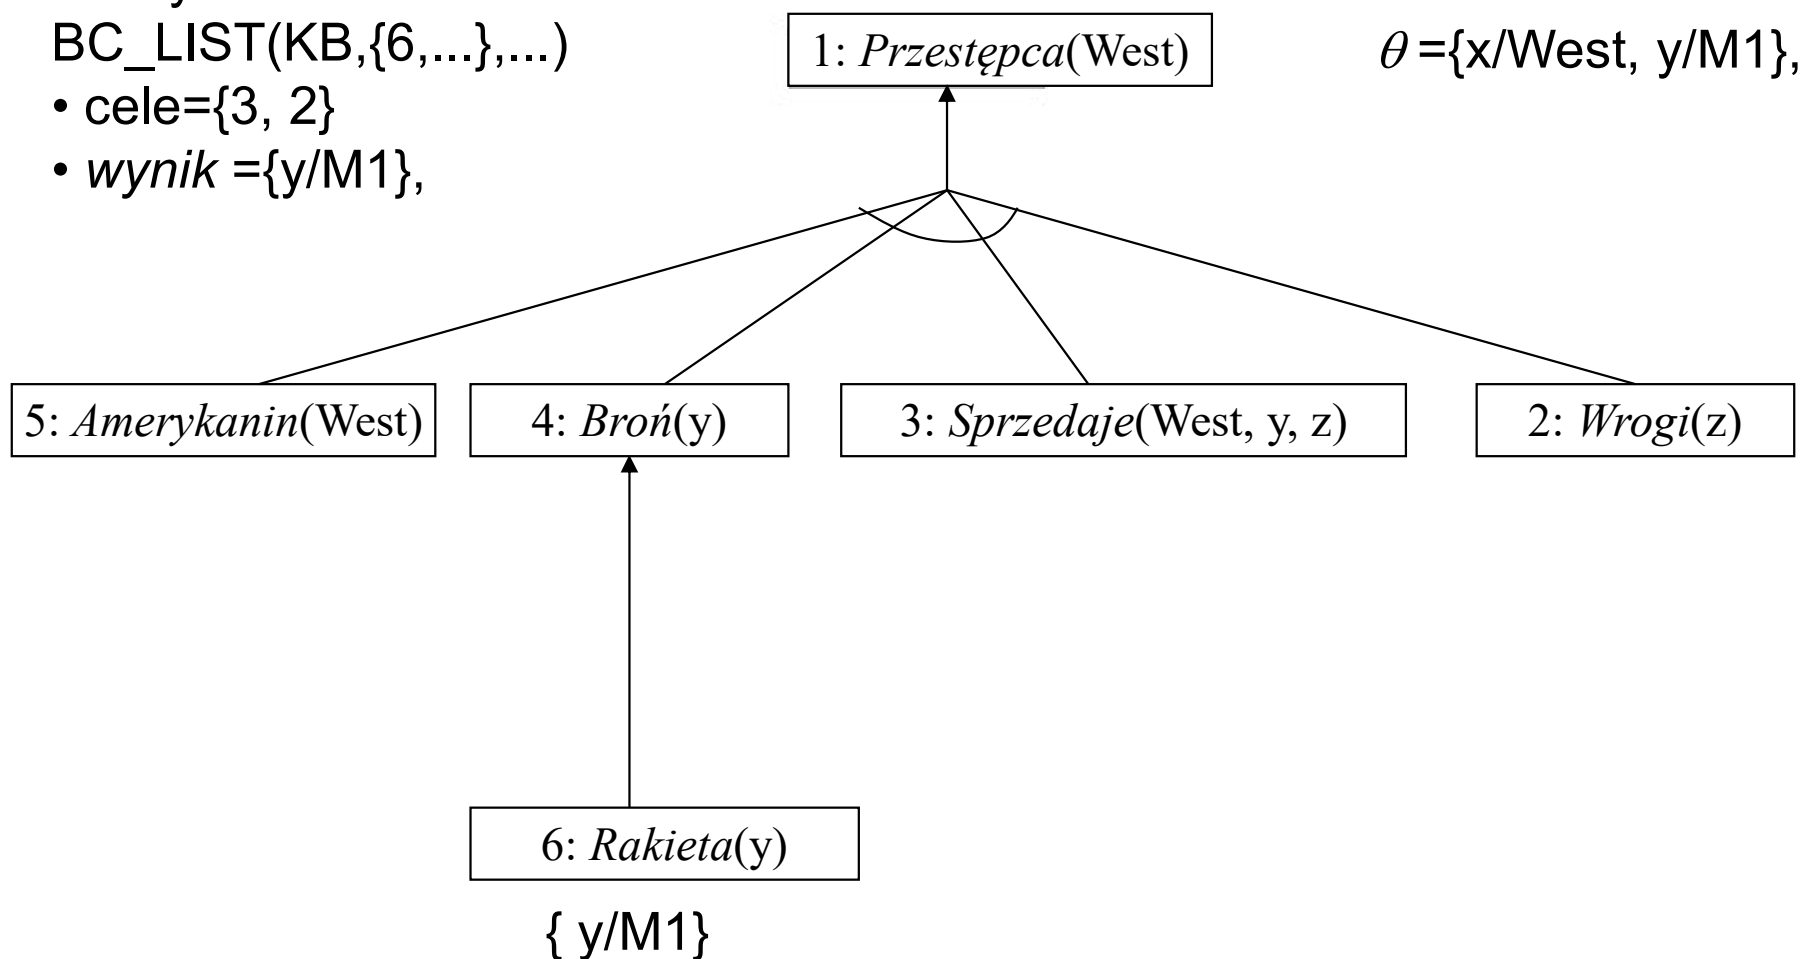 BC_LIST(KB,{6,...},...)
• cele={3, 2}
• wynik ={y/M1},
1: Przestępca(West)
θ ={x/West, y/M1},
5: Amerykanin(West)
4: Broń(y)
3: Sprzedaje(West, y, z)
2: Wrogi(z)
6: Rakieta(y)
{ y/M1}